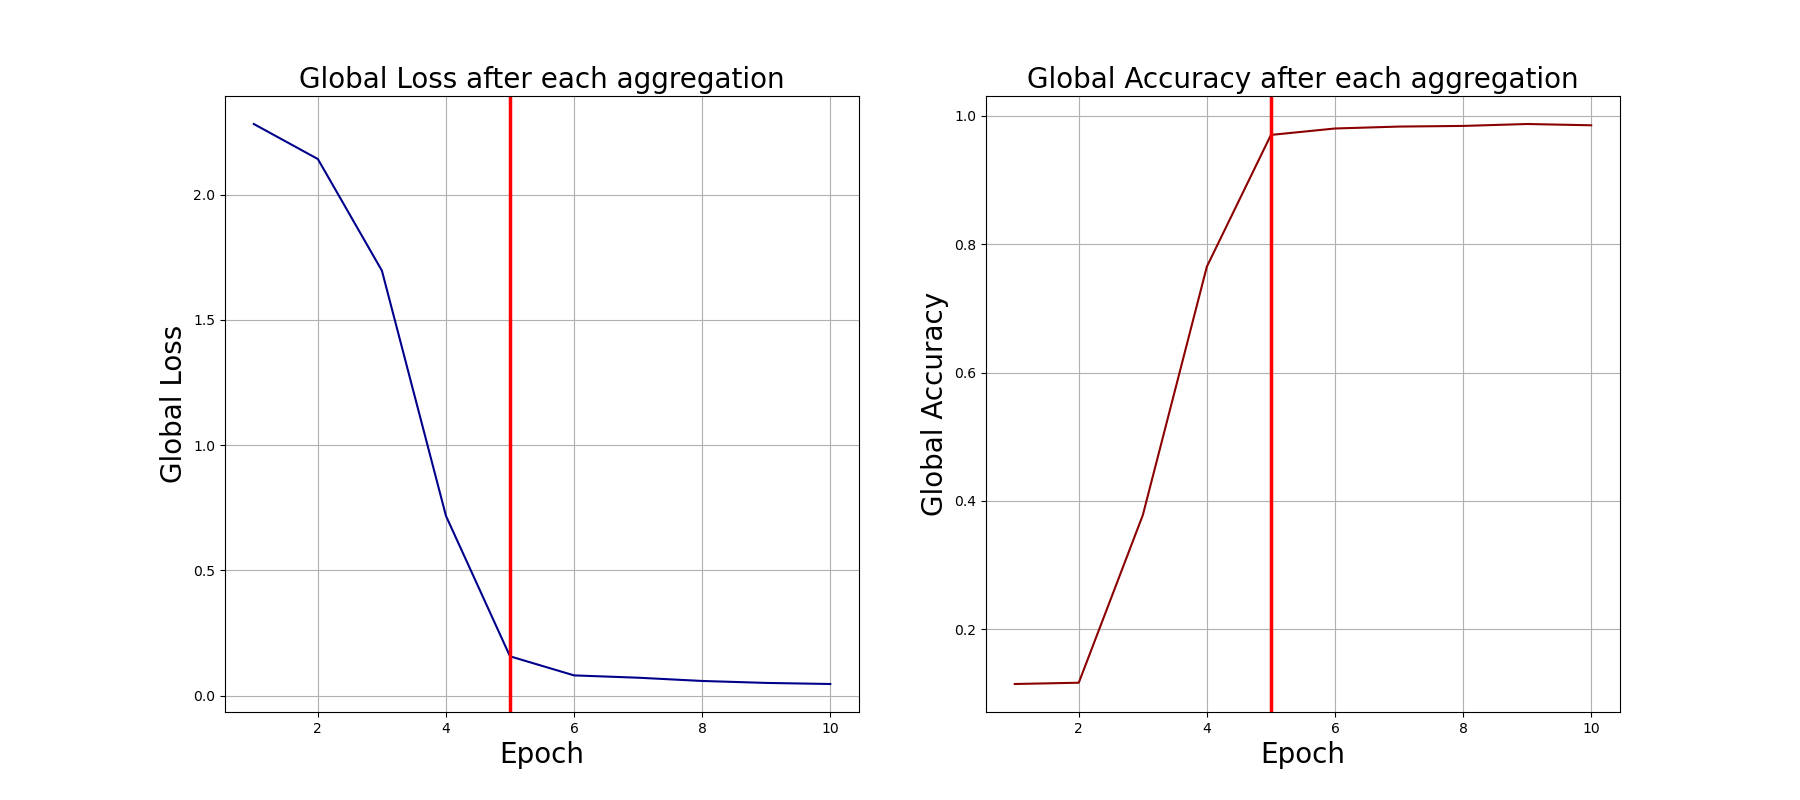 Global Loss after each aggregation
Global Loss
2.0
1.5
1.0
0.5
0.0
2 4 6 8 10
Epoch
Global Accuracy after each aggregation
Global Accuracy
1.0
0.8
0.6
0.4
0.2
2 4 6 8 10
Epoch